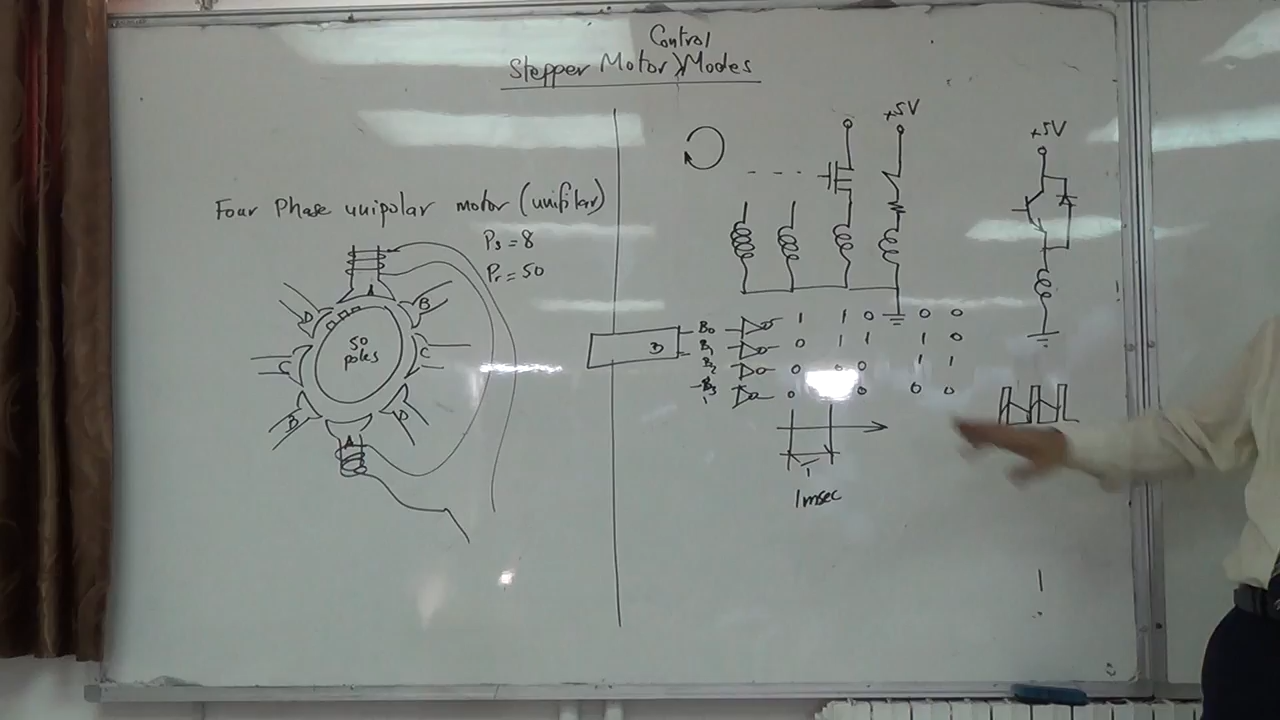 Control
Stepper Motor Modes
Four Phase unipolar motor (unifilar)
Ps = 8
Pr = 50
A
B
B
C
C
D
D
A
50
poles
+5V
+5V
B
B0 1 1 0 0 0
B1 0 1 1 1 0
B2 0 0 0 1 1
B3 0 0 0 0
1msec